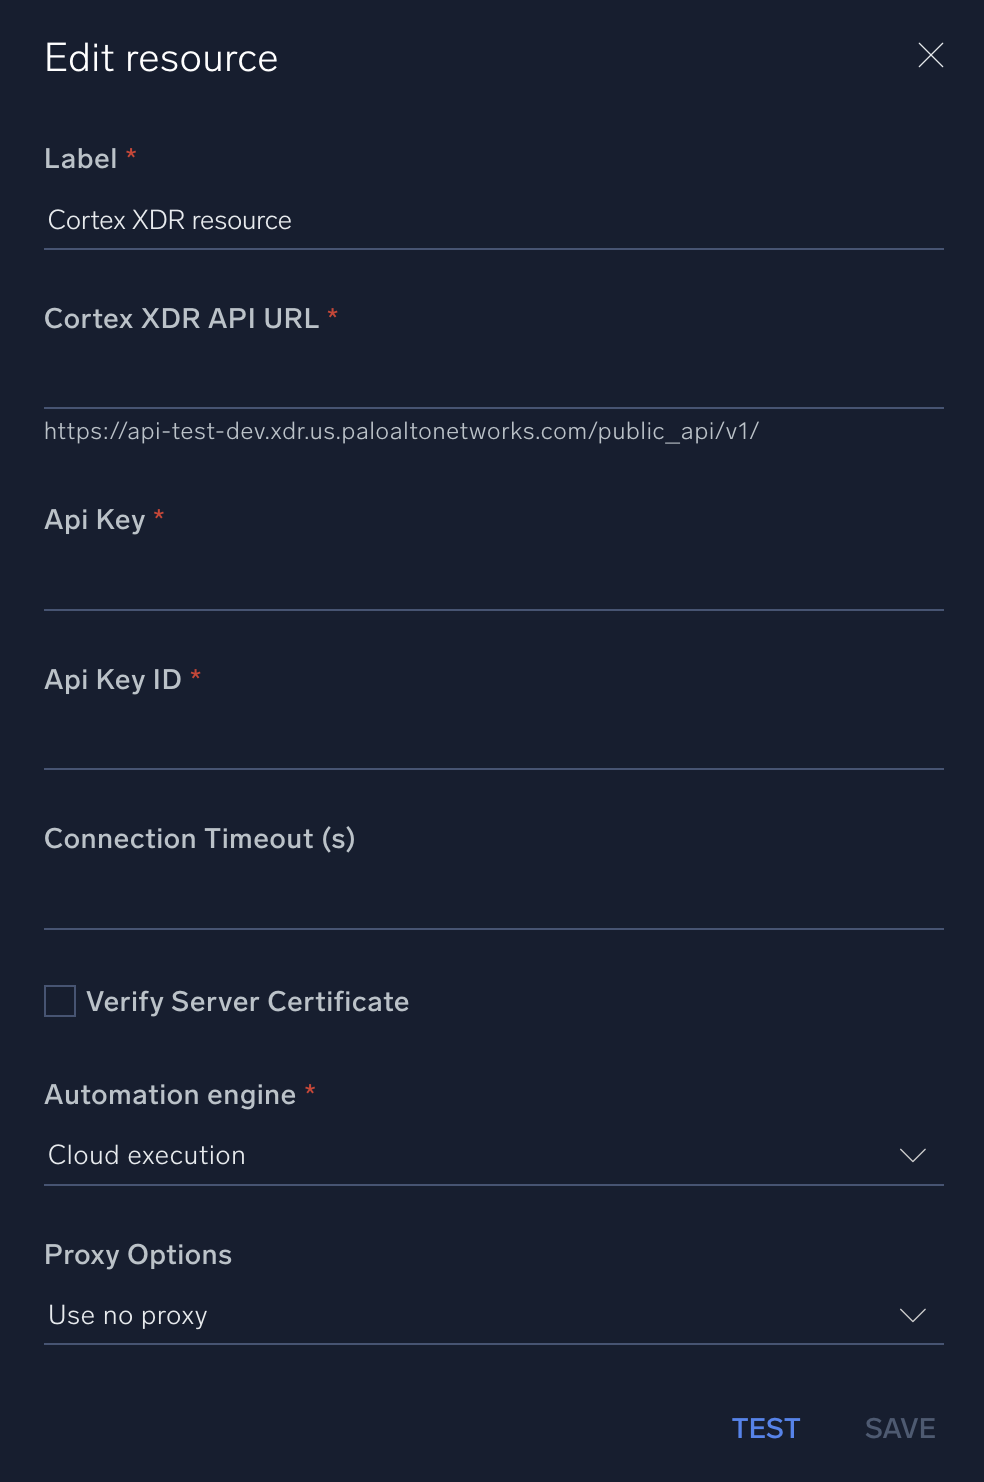 Edit resource
Label *
Cortex XDR resource
Cortex XDR API URL *
https://api-test-dev.xdr.us.paloaltonetworks.com/public_api/v1/
Api Key *
Api Key ID *
Connection Timeout (s)
Verify Server Certificate
Automation engine *
Cloud execution
Proxy Options
Use no proxy
TEST SAVE